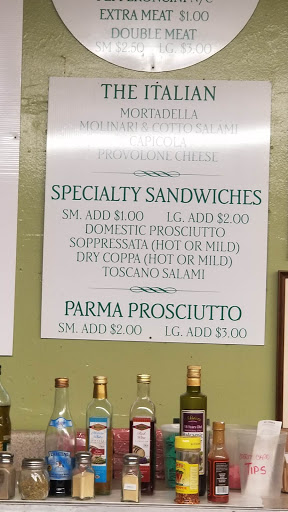 PEPPERONCINI N/C
EXTRA MEAT $1.00
DOUBLE MEAT
SM $2.50 LG. $3.00
THE ITALIAN
MORTADELLA
MOLINARI & COTTO SALAMI
CAPICOLA
PROVOLONE CHEESE
SPECIALTY SANDWICHES
SM. ADD $1.00 LG. ADD $2.00
DOMESTIC PROSCIUTTO
SOPPRESSATA (HOT OR MILD)
DRY COPPA (HOT OR MILD)
TOSCANO SALAMI
PARMA PROSCIUTTO
SM. ADD $2.00 LG. ADD $3.00
TIPS